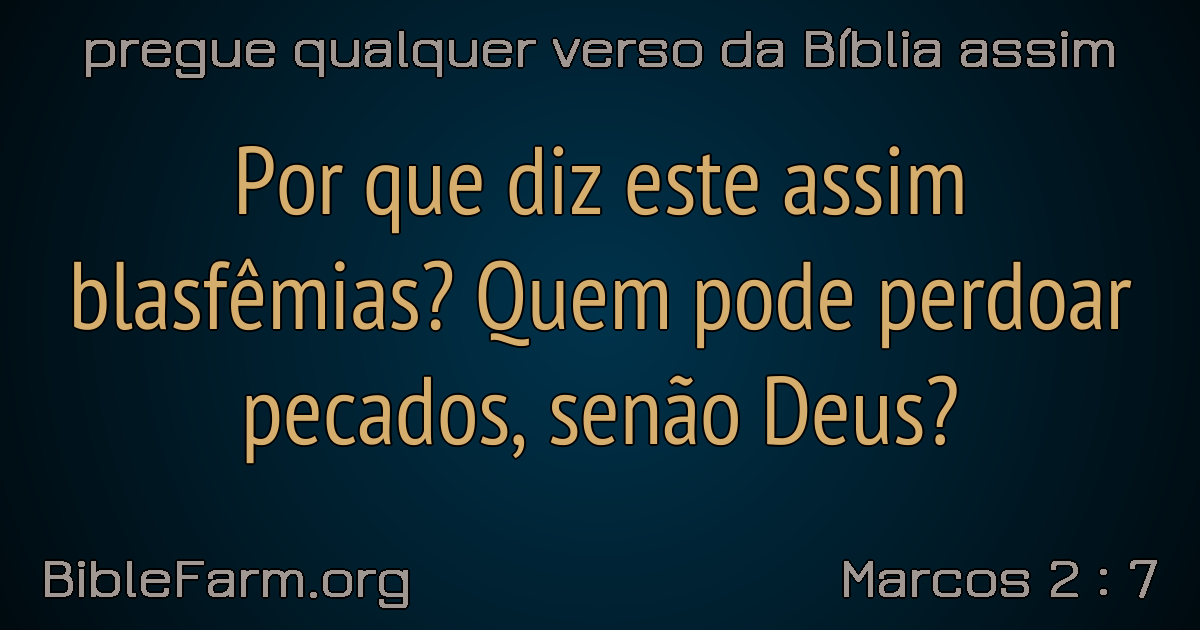 pregue qualquer verso da Bíblia assim
Por que diz este assim
blasfêmias? Quem pode perdoar
pecados, senão Deus?
BibleFarm.org
Marcos 2 : 7